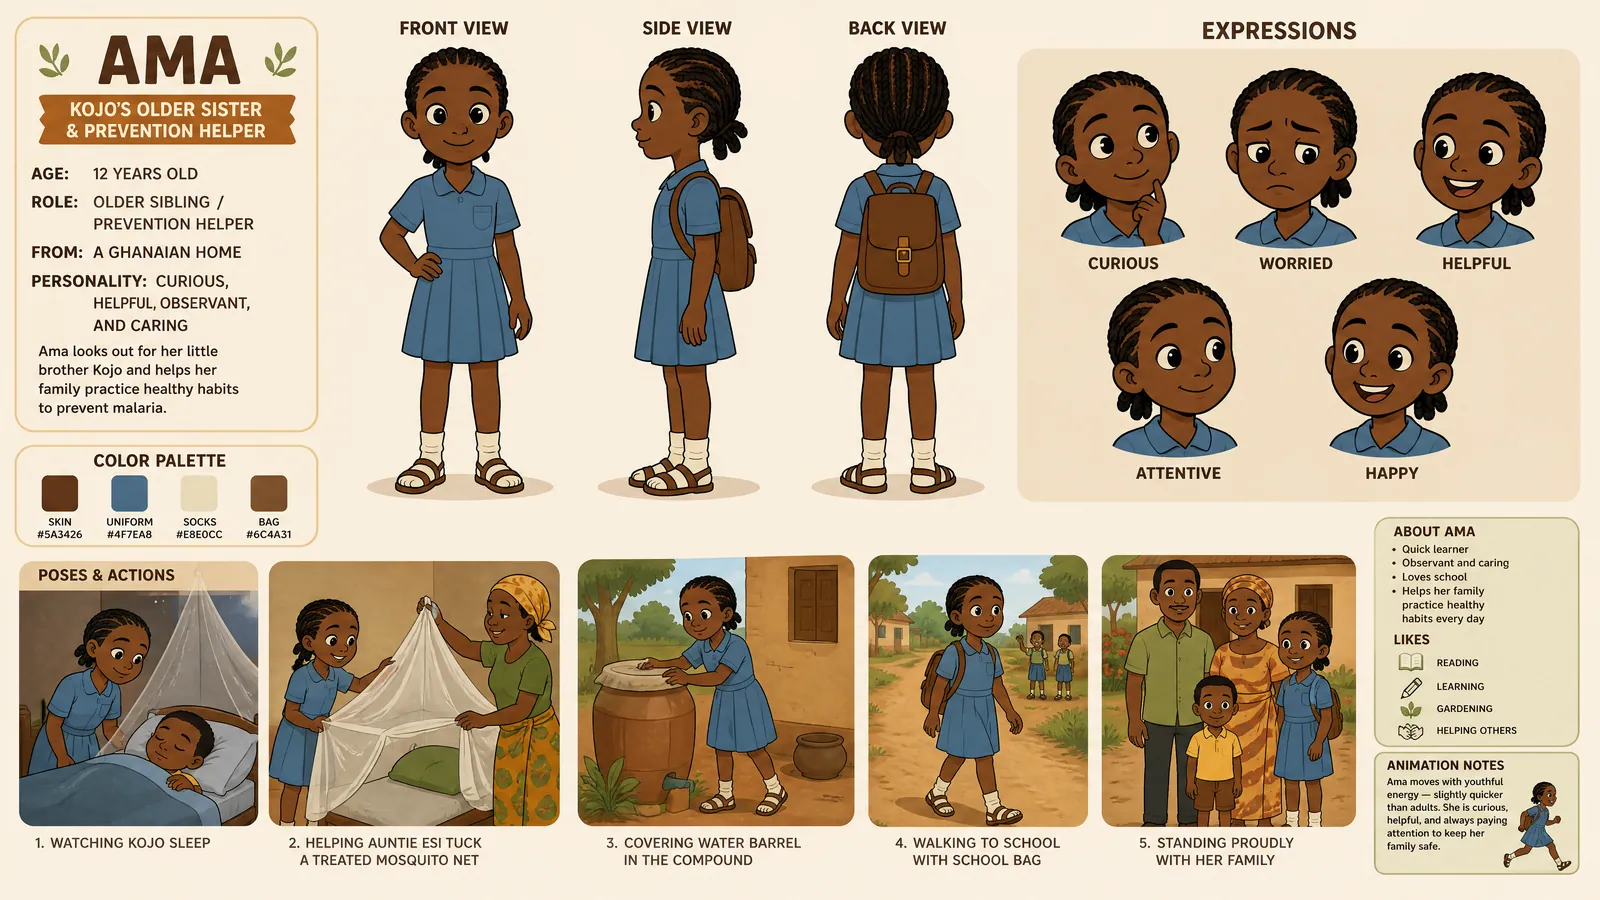 AMA
KOJO'S OLDER SISTER
& PREVENTION HELPER
AGE: 12 YEARS OLD
ROLE: OLDER SIBLING /
PREVENTION HELPER
FROM: A GHANAIAN HOME
PERSONALITY: CURIOUS,
HELPFUL, OBSERVANT,
AND CARING
Ama looks out for her little
brother Kojo and helps her
family practice healthy habits
to prevent malaria.
COLOR PALETTE
SKIN
#5A3426
UNIFORM
#4F7EA8
SOCKS
#E8E0CC
BAG
#6C4A31
FRONT VIEW
SIDE VIEW
BACK VIEW
EXPRESSIONS
CURIOUS
WORRIED
HELPFUL
ATTENTIVE
HAPPY
POSES & ACTIONS
1. WATCHING KOJO SLEEP
2. HELPING AUNTIE ESI TUCK
A TREATED MOSQUITO NET
3. COVERING WATER BARREL
IN THE COMPOUND
4. WALKING TO SCHOOL
WITH SCHOOL BAG
5. STANDING PROUDLY
WITH HER FAMILY
ABOUT AMA
• Quick learner
• Observant and caring
• Loves school
• Helps her family
practice healthy
habits every day
LIKES
READING
LEARNING
GARDENING
HELPING OTHERS
ANIMATION NOTES
Ama moves with youthful
energy — slightly quicker
than adults. She is curious,
helpful, and always paying
attention to keep her
family safe.